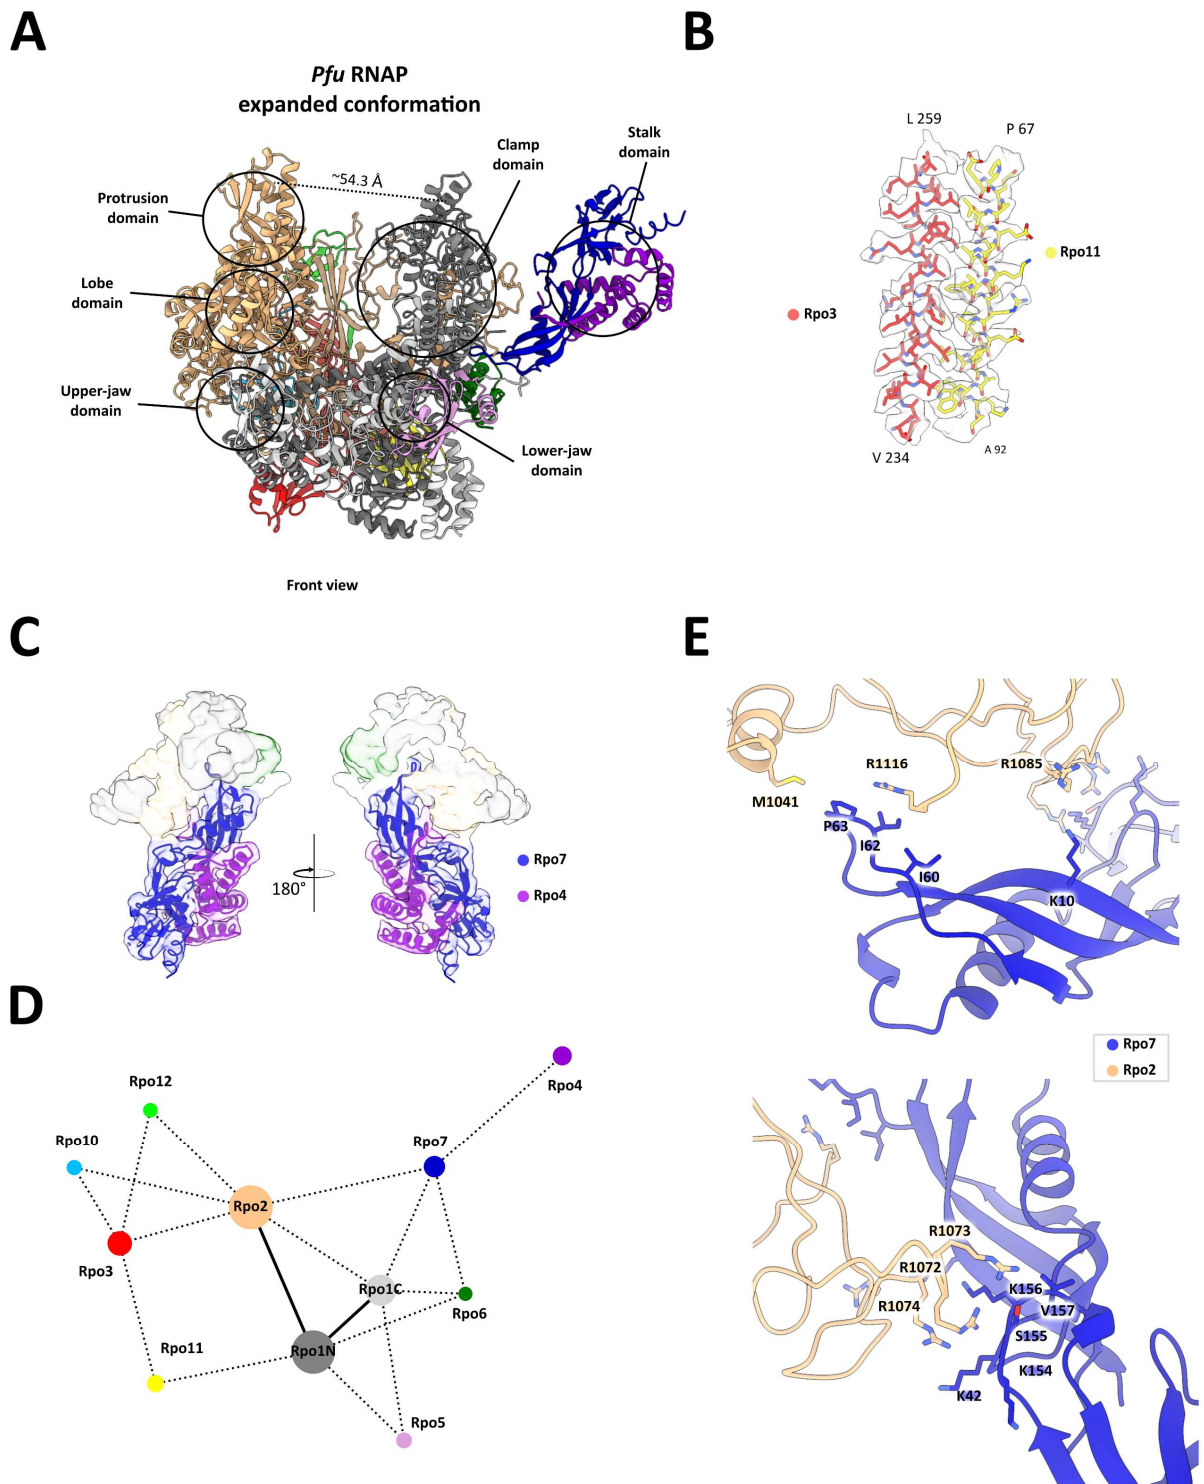 A
Pfu RNAP
expanded conformation
Protrusion
domain
~54.3 Å
Clamp
domain
Stalk
domain
Lobe
domain
Upper-jaw
domain
Lower-jaw
domain
Front view
B
L 259
P 67
Rpo11
Rpo3
V 234
A 92
C
180°
Rpo7
Rpo4
D
Rpo12
Rpo4
Rpo10
Rpo7
Rpo2
Rpo3
Rpo1C
Rpo6
Rpo11
Rpo1N
Rpo5
E
R1116
R1085
M1041
P63
I62
I60
K10
Rpo7
Rpo2
R1073
R1072
K156
R1074
V157
S155
K154
K42